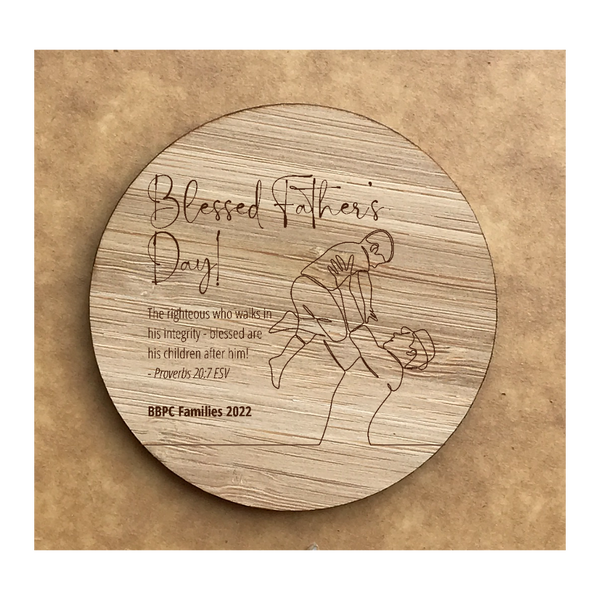 Blessed Father's
Day!
The righteous who walks in
his integrity - blessed are
his children after him!
- Proverbs 20:7 ESV
BBPC Families 2022